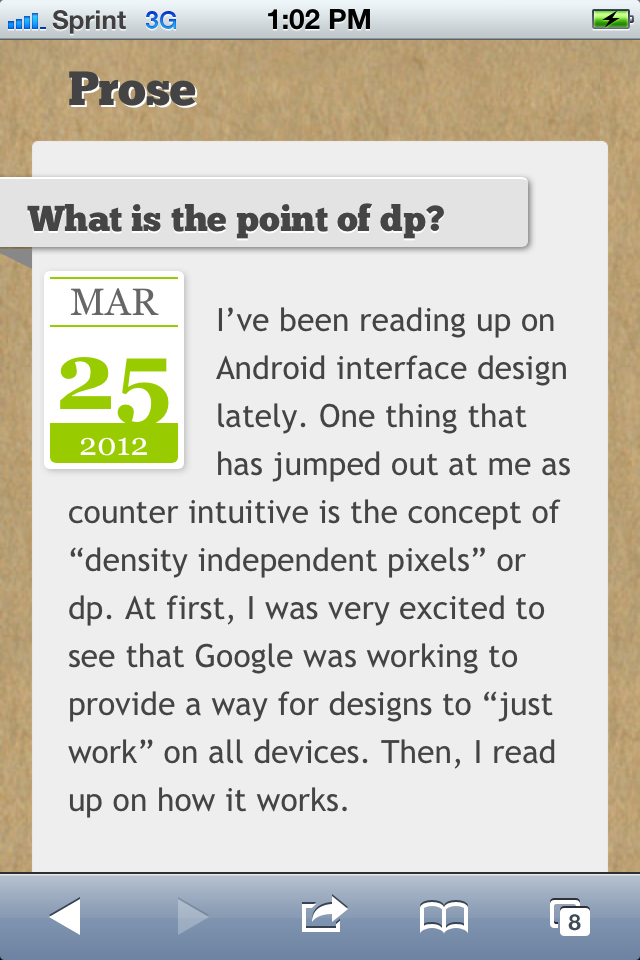 Sprint 3G 1:02 PM
Prose
What is the point of dp?
MAR
25
2012
I’ve been reading up on
Android interface design
lately. One thing that
has jumped out at me as
counter intuitive is the concept of
“density independent pixels” or
dp. At first, I was very excited to
see that Google was working to
provide a way for designs to “just
work” on all devices. Then, I read
up on how it works.
8